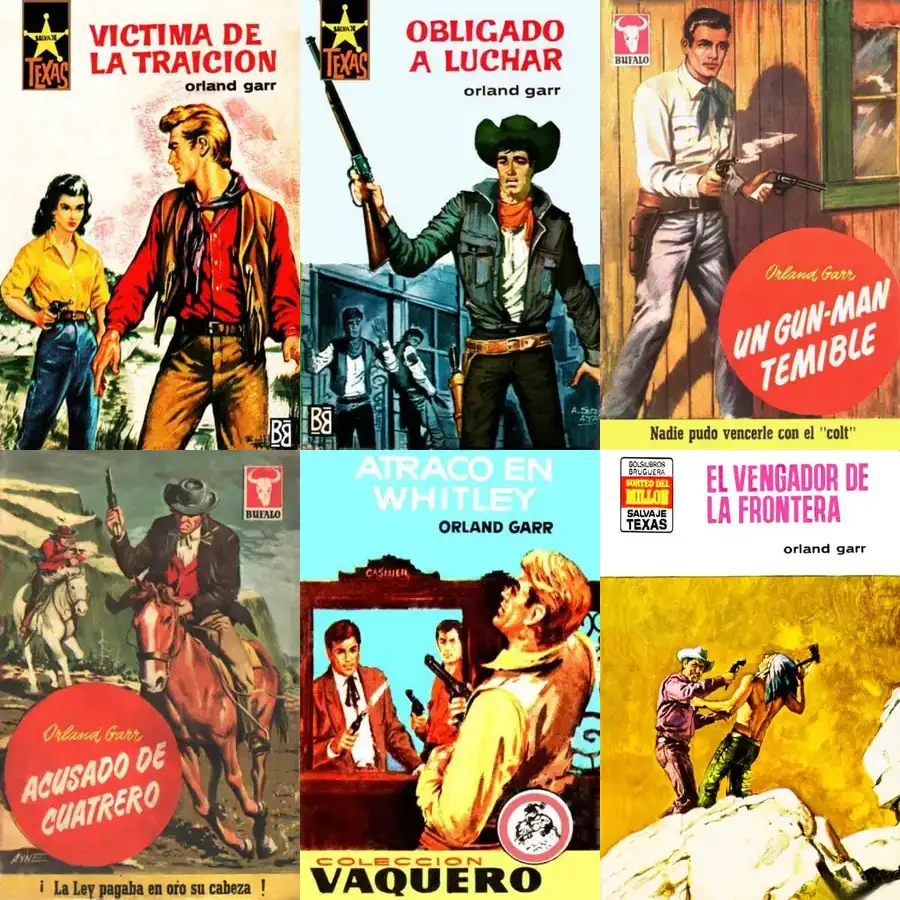 SALVAJE
TEXAS
VICTIMA DE
LA TRAICION
orland garr
BB
SALVAJE
TEXAS
OBLIGADO
A LUCHAR
orland garr
BB
BUFALO
Orland Garr
UN GUN-MAN
TEMIBLE
Nadie pudo vencerle con el "colt"
BUFALO
Orland Garr
ACUSADO DE
CUATRERO
AYNÉ
¡ La Ley pagaba en oro su cabeza !
ATRACO EN
WHITLEY
ORLAND GARR
CASHIER
COLECCION
VAQUERO
BOLSILIBROS
BRUGUERA
SORTEO DEL
MILLON
SALVAJE
TEXAS
EL VENGADOR DE
LA FRONTERA
orland garr